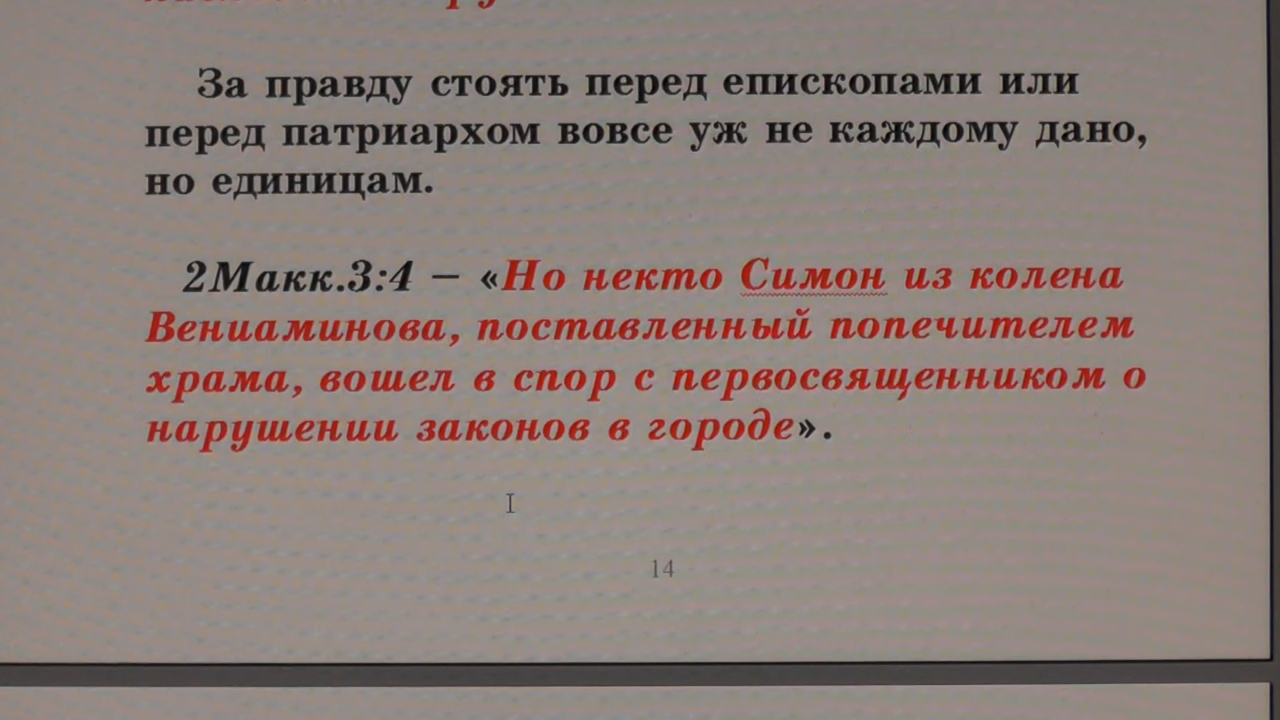 За правду стоять перед епископами или
перед патриархом вовсе уж не каждому дано,
но единицам.
2Макк.3:4 – «Но некто Симон из колена
Вениаминова, поставленный попечителем
храма, вошел в спор с первосвященником о
нарушении законов в городе».
14